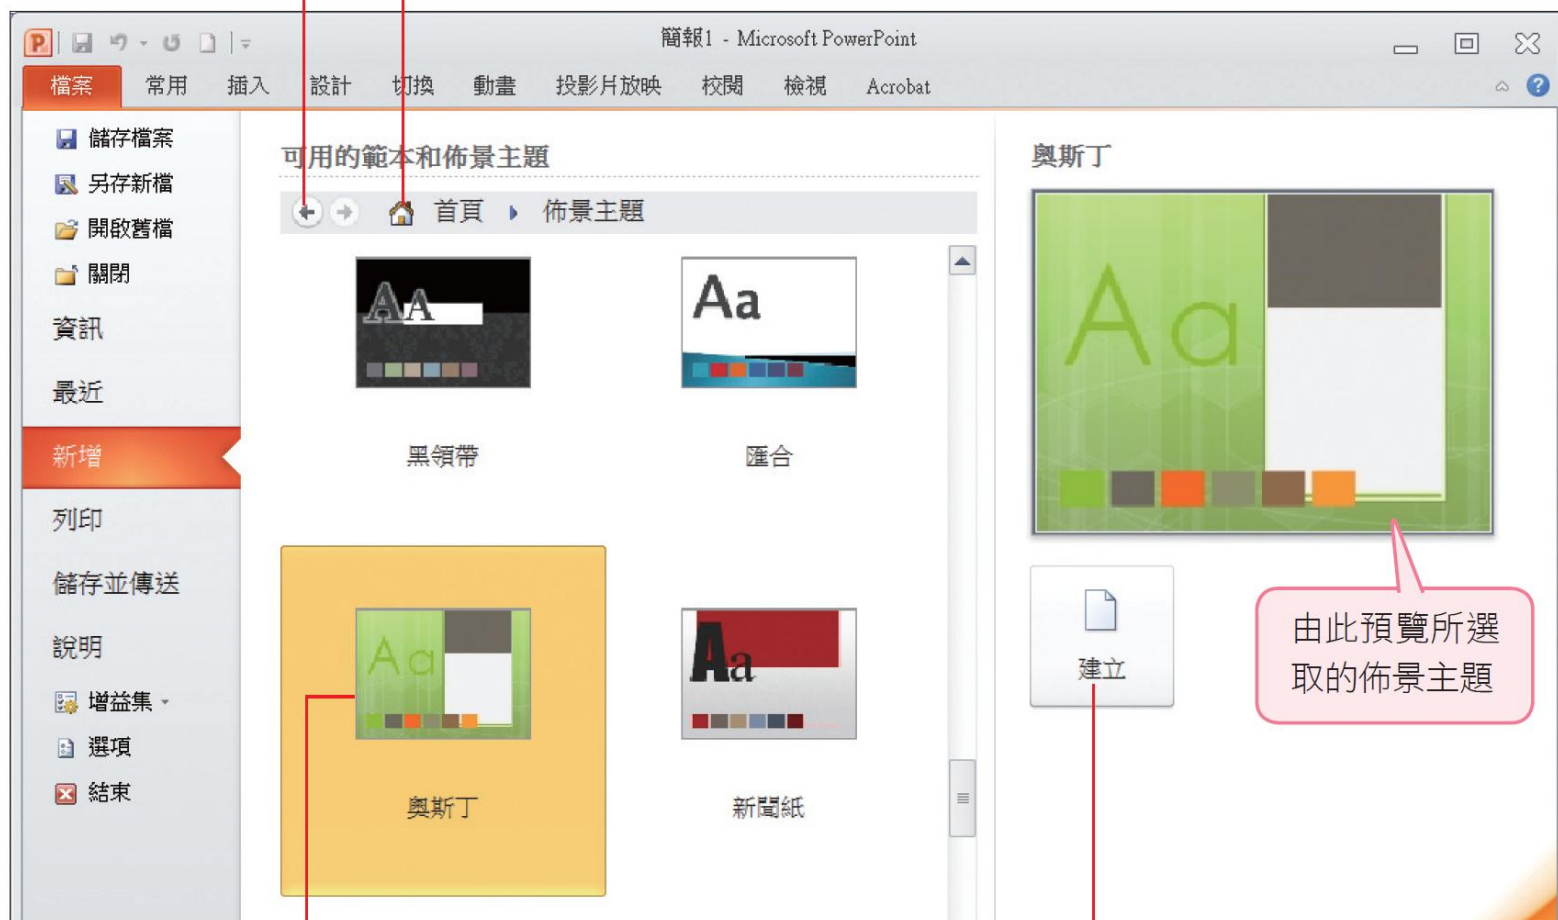 簡報1 - Microsoft PowerPoint
檔案 常用 插入 設計 切換 動畫 投影片放映 校閱 檢視 Acrobat
儲存檔案
另存新檔
開啟舊檔
關閉
資訊
最近
新增
列印
儲存並傳送
說明
增益集
選項
結束
可用的範本和佈景主題
首頁 佈景主題
Aa
Aa
黑領帶 匯合
Aa
Aa
奧斯丁 新聞紙
奧斯丁
Aa
建立
由此預覽所選
取的佈景主題